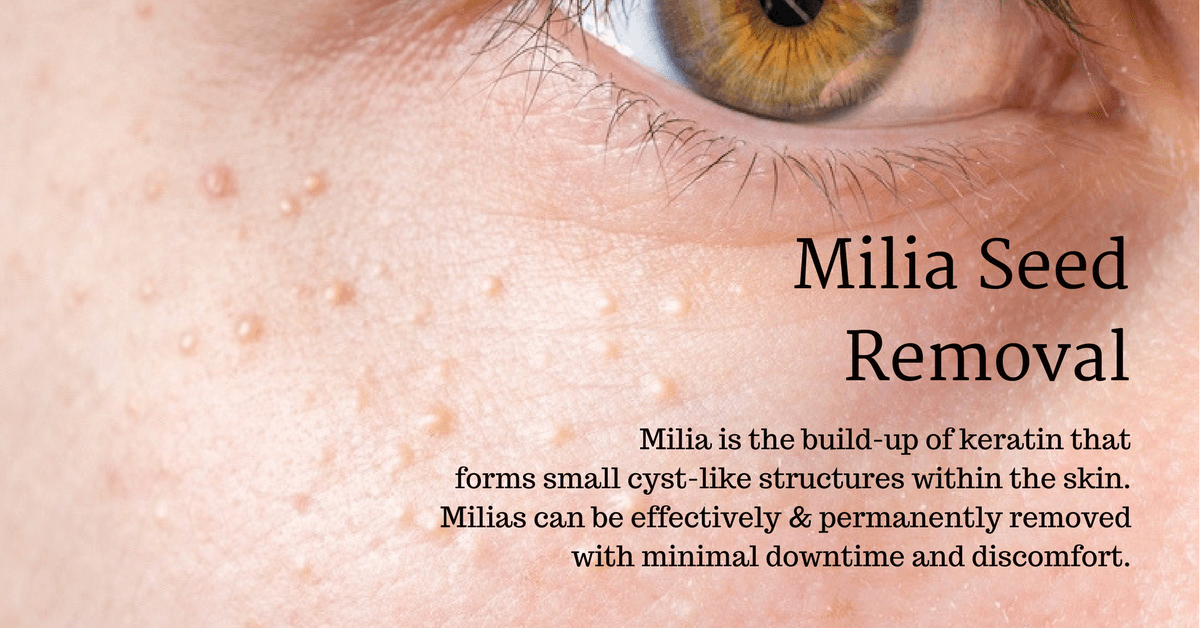 Milia Seed
Removal
Milia is the build-up of keratin that
forms small cyst-like structures within the skin.
Milias can be effectively & permanently removed
with minimal downtime and discomfort.